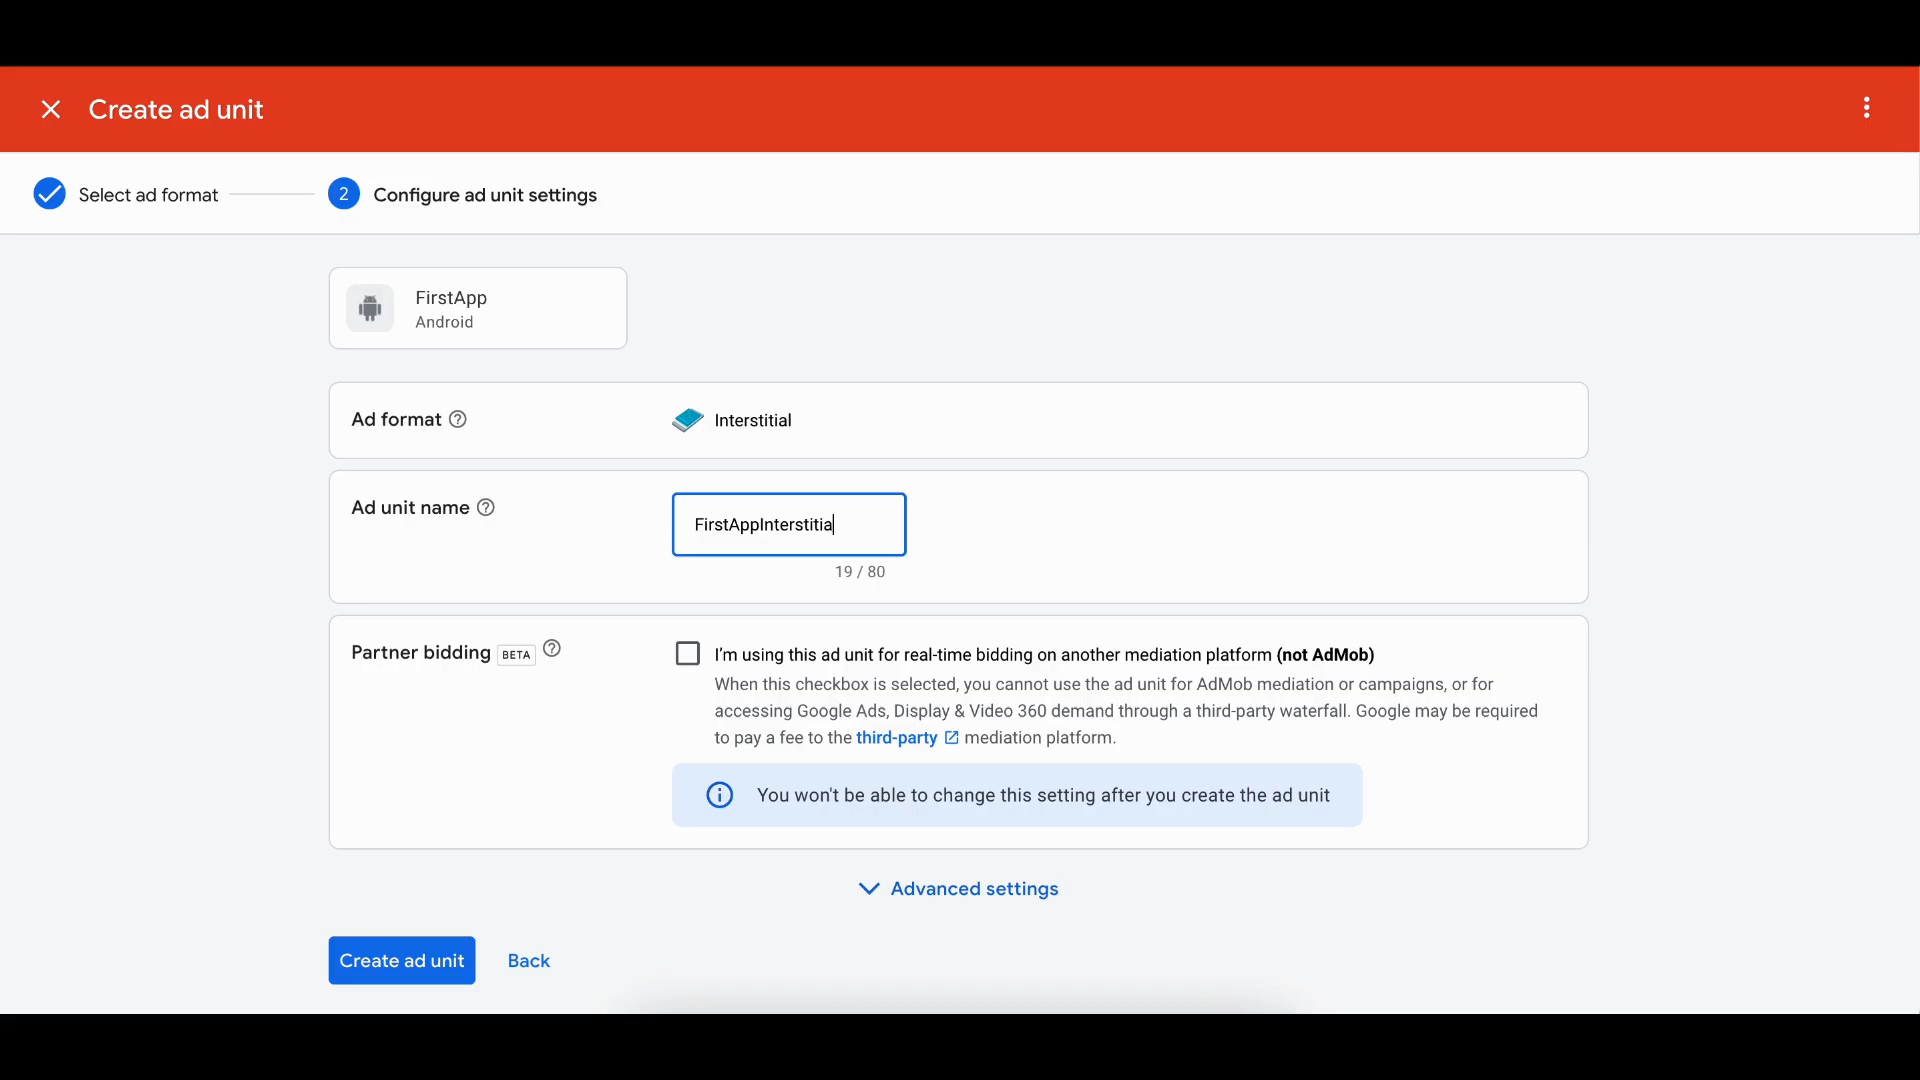 Create ad unit
Select ad format
2
Configure ad unit settings
FirstApp
Android
Ad format
Interstitial
Ad unit name
FirstAppInterstitia
19 / 80
Partner bidding BETA
I'm using this ad unit for real-time bidding on another mediation platform (not AdMob)
When this checkbox is selected, you cannot use the ad unit for AdMob mediation or campaigns, or for
accessing Google Ads, Display & Video 360 demand through a third-party waterfall. Google may be required
to pay a fee to the third-party mediation platform.
You won't be able to change this setting after you create the ad unit
Advanced settings
Create ad unit
Back